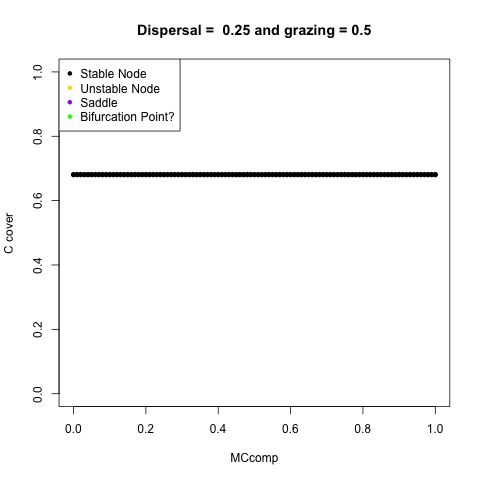 Dispersal =  0.25 and grazing = 0.5
Stable Node
Unstable Node
Saddle
Bifurcation Point?
C cover
1.0
0.8
0.6
0.4
0.2
0.0
0.0 0.2 0.4 0.6 0.8 1.0
MCcomp